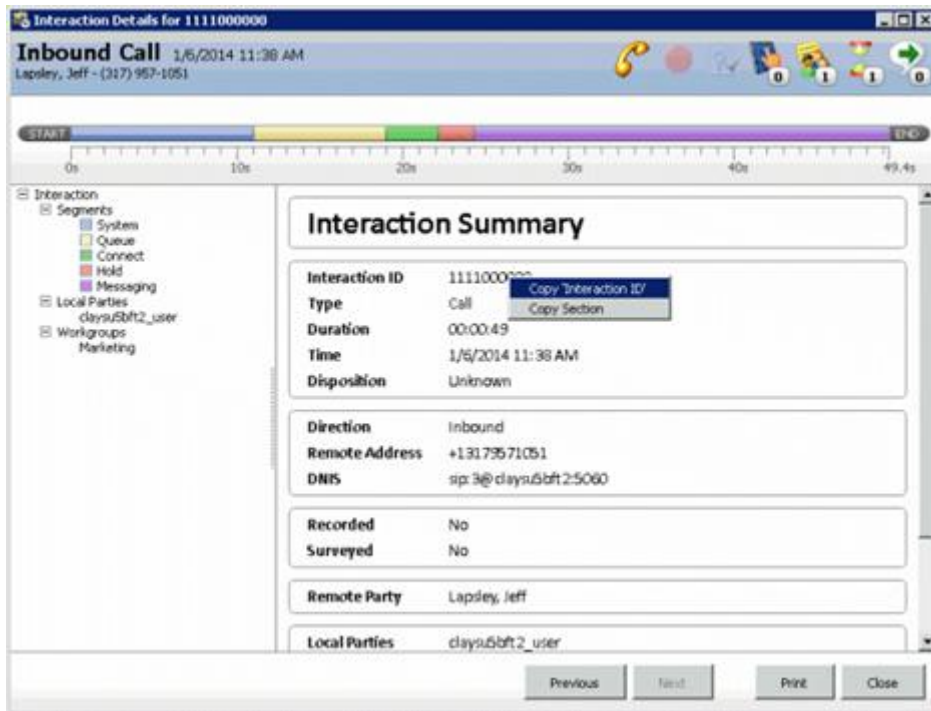 Interaction Details for 1111000000
Inbound Call 1/6/2014 11:38 AM
Lapsley, Jeff - (317) 957-1051
0 1 1 0
START END
0s 10s 20s 30s 40s 49.4s
Interaction
Segments
System
Queue
Connect
Hold
Messaging
Local Parties
claysu5bft2_user
Workgroups
Marketing
Interaction Summary
Interaction ID 1111000000
Copy 'Interaction ID'
Copy Section
Type Call
Duration 00:00:49
Time 1/6/2014 11:38 AM
Disposition Unknown
Direction Inbound
Remote Address +13179571051
DNIS sip:3@claysu5bft2:5060
Recorded No
Surveyed No
Remote Party Lapsley, Jeff
Local Parties claysu5bft2_user
Previous Next Print Close